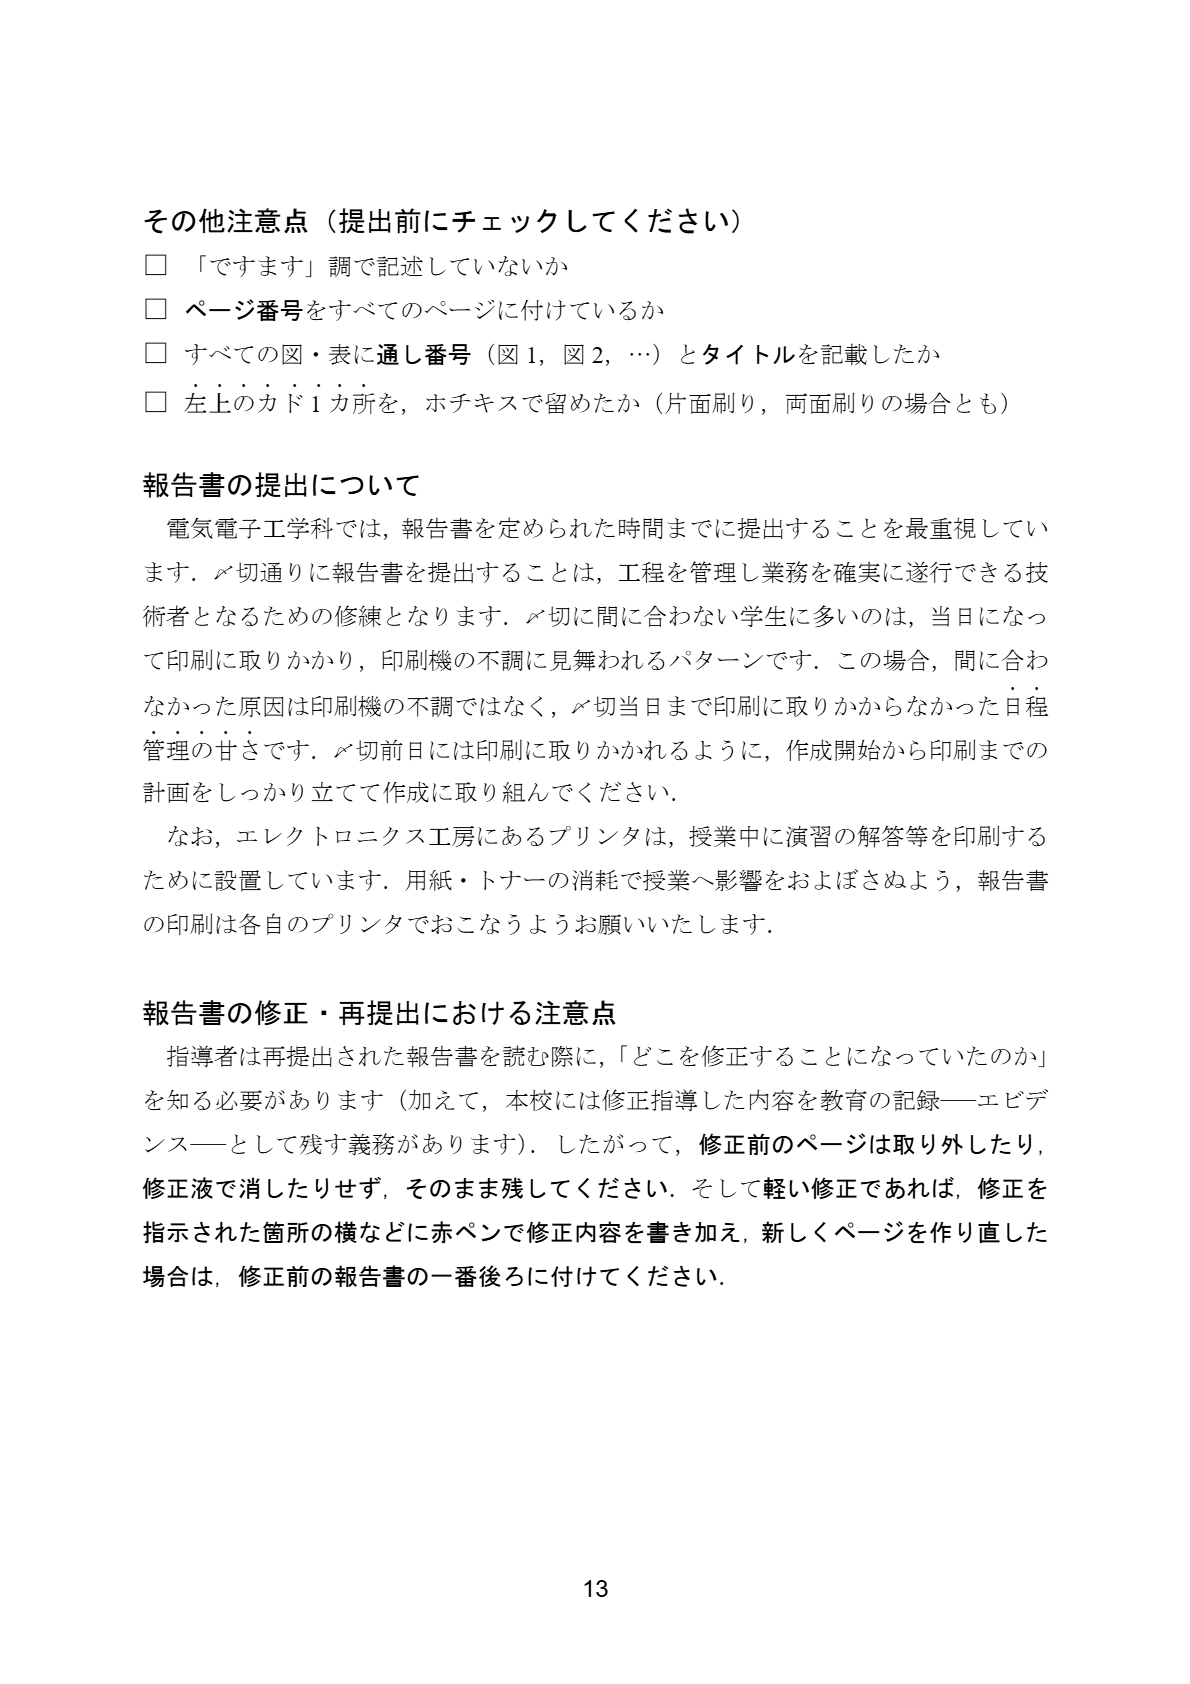 その他注意点（提出前にチェックしてください）
□ 「ですます」調で記述していないか
□ ページ番号をすべてのページに付けているか
□ すべての図・表に通し番号（図 1，図 2，…）とタイトルを記載したか
□ 左上のカド 1 カ所を，ホチキスで留めたか（片面刷り，両面刷りの場合とも）
報告書の提出について
電気電子工学科では，報告書を定められた時間までに提出することを最重視してい
ます．〆切通りに報告書を提出することは，工程を管理し業務を確実に遂行できる技
術者となるための修練となります．〆切に間に合わない学生に多いのは，当日になっ
て印刷に取りかかり，印刷機の不調に見舞われるパターンです．この場合，間に合わ
なかった原因は印刷機の不調ではなく，〆切当日まで印刷に取りかからなかった日程
管理の甘さです．〆切前日には印刷に取りかかれるように，作成開始から印刷までの
計画をしっかり立てて作成に取り組んでください．
なお，エレクトロニクス工房にあるプリンタは，授業中に演習の解答等を印刷する
ために設置しています．用紙・トナーの消耗で授業へ影響をおよぼさぬよう，報告書
の印刷は各自のプリンタでおこなうようお願いいたします．
報告書の修正・再提出における注意点
指導者は再提出された報告書を読む際に，「どこを修正することになっていたのか」
を知る必要があります（加えて，本校には修正指導した内容を教育の記録──エビデ
ンス──として残す義務があります）．したがって，修正前のページは取り外したり，
修正液で消したりせず，そのまま残してください．そして軽い修正であれば，修正を
指示された箇所の横などに赤ペンで修正内容を書き加え，新しくページを作り直した
場合は，修正前の報告書の一番後ろに付けてください．
13